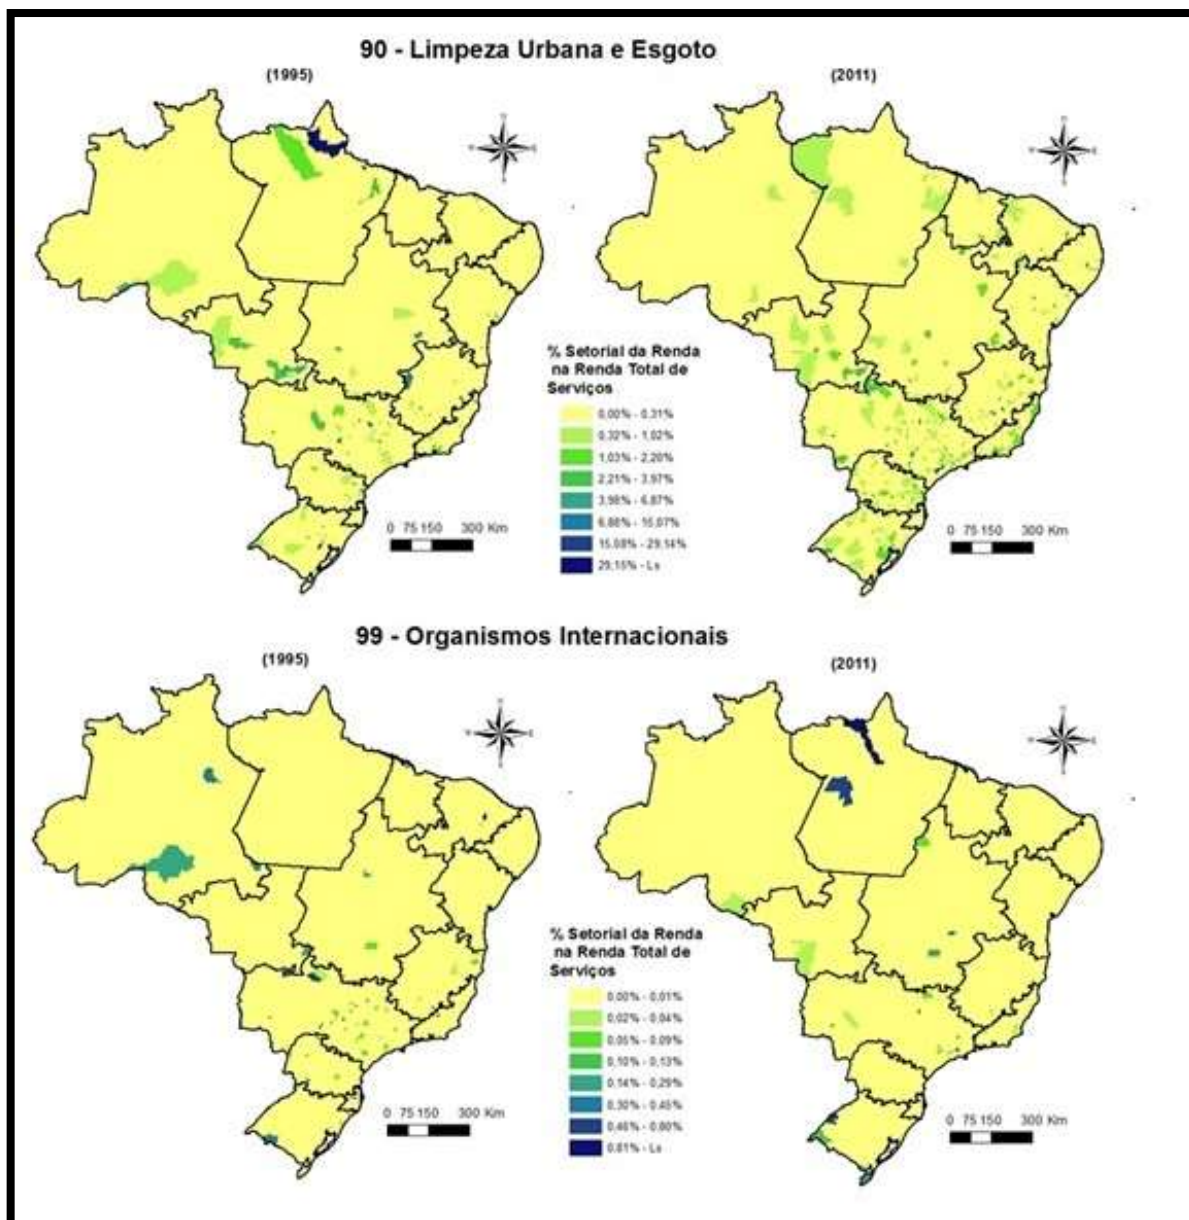 90 - Limpeza Urbana e Esgoto
(1995)
(2011)
% Setorial da Renda
na Renda Total de
Serviços
0,00% - 0,31%
0,32% - 1,02%
1,03% - 2,20%
2,21% - 3,97%
3,98% - 6,87%
6,88% - 15,07%
15,08% - 29,14%
29,15% - Ls
0 75 150 300 Km
0 75 150 300 Km
99 - Organismos Internacionais
(1995)
(2011)
% Setorial da Renda
na Renda Total de
Serviços
0,00% - 0,01%
0,02% - 0,04%
0,05% - 0,09%
0,10% - 0,13%
0,14% - 0,29%
0,30% - 0,45%
0,46% - 0,80%
0,81% - Ls
0 75 150 300 Km
0 75 150 300 Km